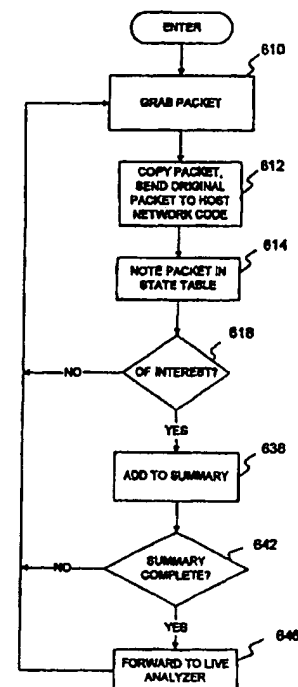 ENTER
610
GRAB PACKET
612
COPY PACKET,
SEND ORIGINAL
PACKET TO HOST
NETWORK CODE
614
NOTE PACKET IN
STATE TABLE
618
OF INTEREST?
NO
YES
638
ADD TO SUMMARY
642
SUMMARY
COMPLETE?
NO
YES
646
FORWARD TO LIVE
ANALYZER